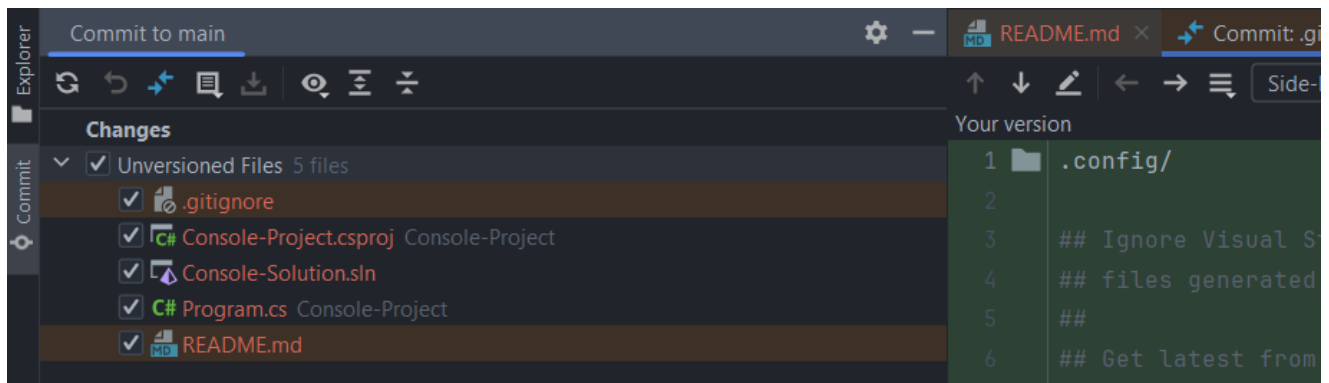 Explorer
Commit
Commit to main
Changes
Unversioned Files 5 files
.gitignore
C# Console-Project.csproj Console-Project
Console-Solution.sln
C# Program.cs Console-Project
MD README.md
MD README.md × Commit: .gi
Side-
Your version
1 .config/
2
3 ## Ignore Visual S
4 ## files generated
5 ##
6 ## Get latest from